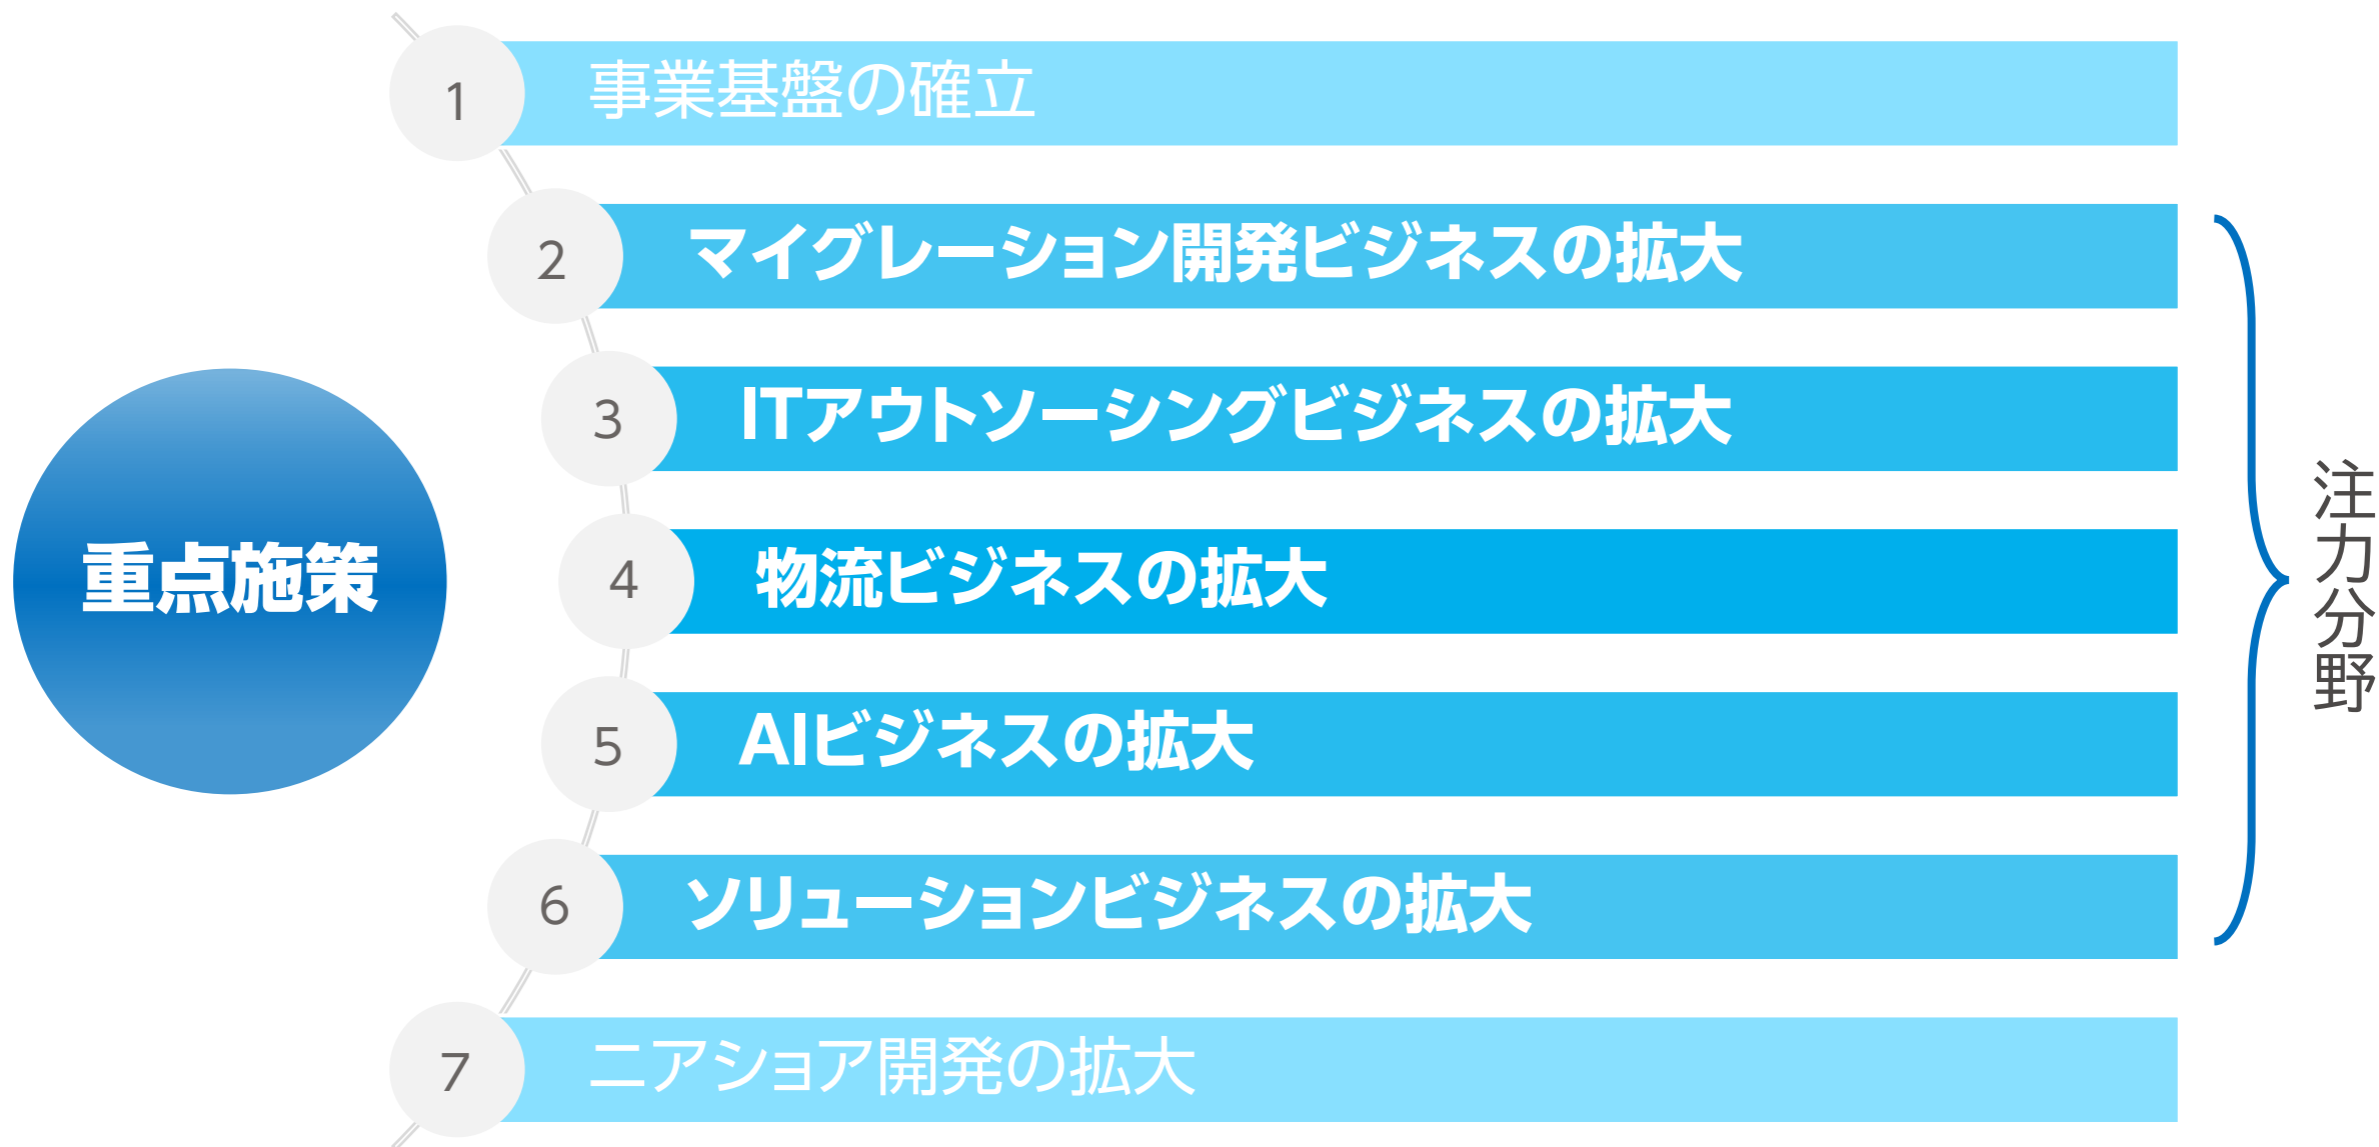 重点施策
1
事業基盤の確立
2
マイグレーション開発ビジネスの拡大
3
ITアウトソーシングビジネスの拡大
4
物流ビジネスの拡大
5
AIビジネスの拡大
6
ソリューションビジネスの拡大
7
ニアショア開発の拡大
注力分野